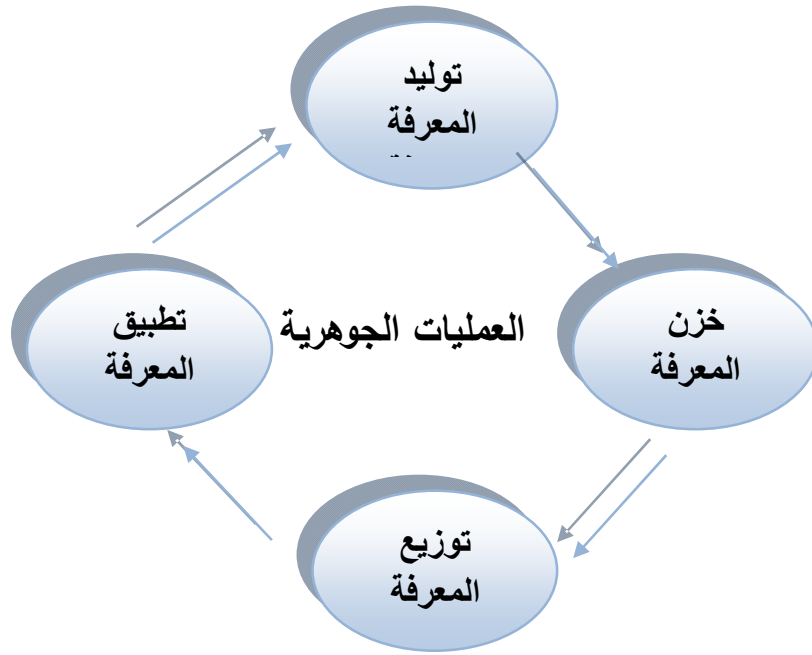 توليد
المعرفة
العمليات الجوهرية
خزن
المعرفة
تطبيق
المعرفة
توزيع
المعرفة